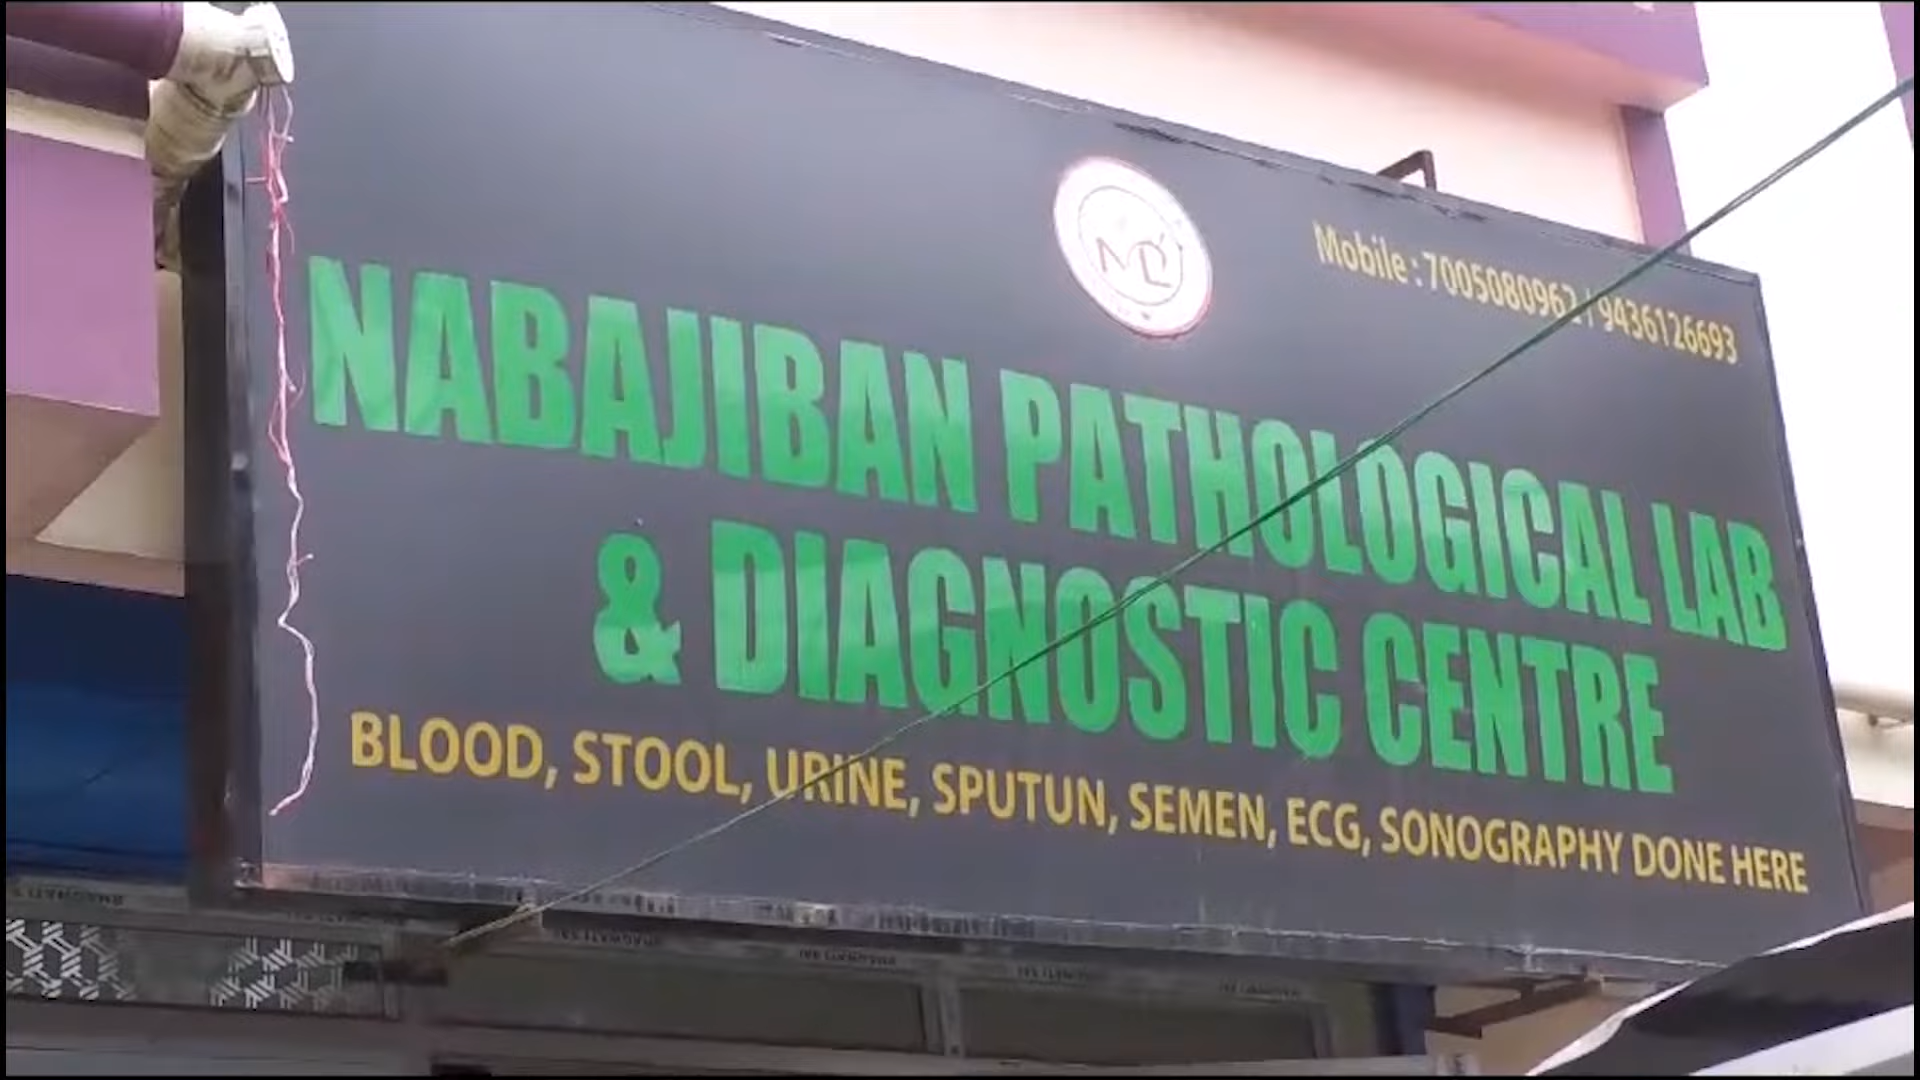 Mobile : 7005080962 / 9436126693
NABAJIBAN PATHOLOGICAL LAB
& DIAGNOSTIC CENTRE
BLOOD, STOOL, URINE, SPUTUN, SEMEN, ECG, SONOGRAPHY DONE HERE